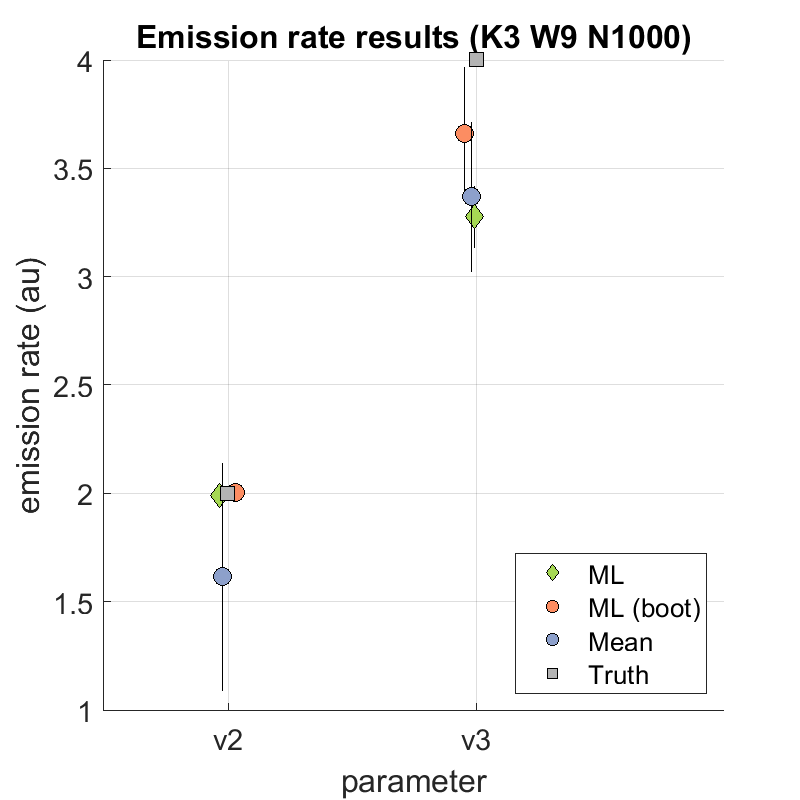 Emission rate results (K3 W9 N1000)
4
3.5
3
2.5
2
1.5
1
emission rate (au)
v2
v3
parameter
ML
ML (boot)
Mean
Truth